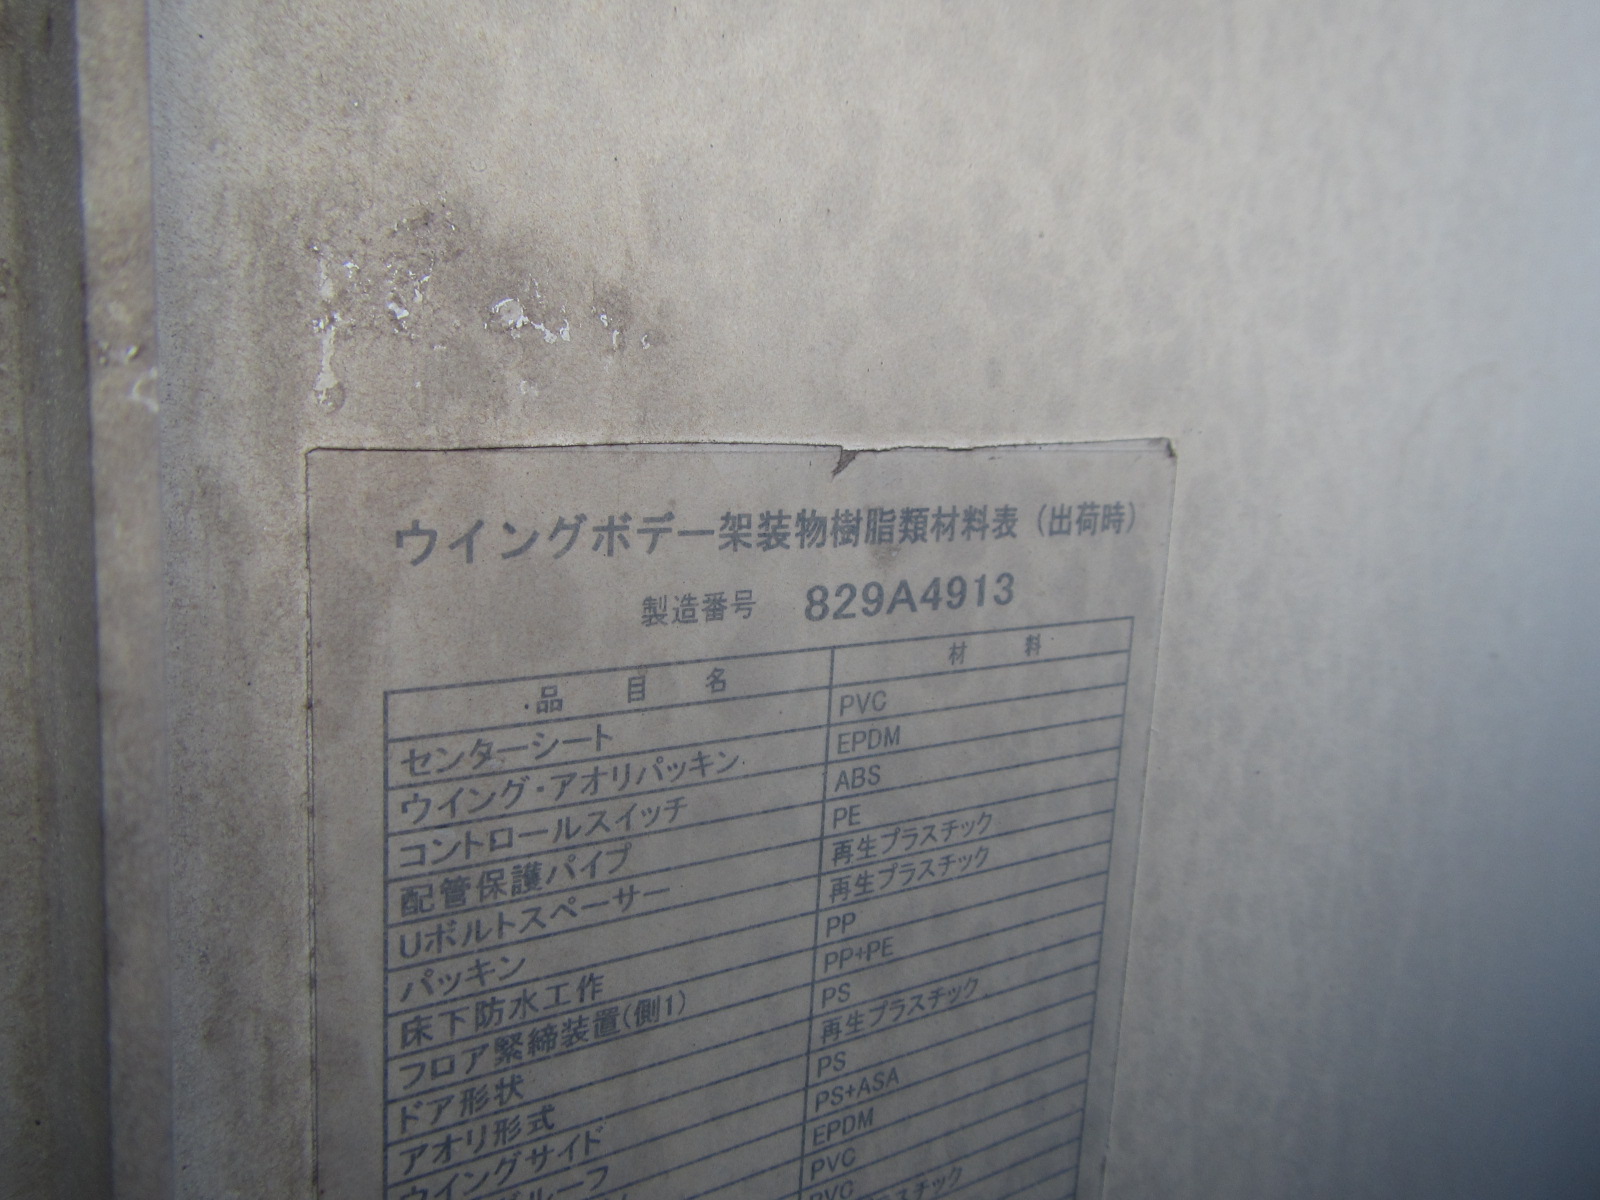 ウイングボデー架装物樹脂類材料表（出荷時）
製造番号 829A4913
品目名 材料
センターシート PVC
ウイング・アオリパッキン EPDM
コントロールスイッチ ABS
配管保護パイプ PE
Uボルトスペーサー 再生プラスチック
パッキン 再生プラスチック
床下防水工作 PP
フロア緊締装置(側1) PP+PE
ドア形状 PS
アオリ形式 再生プラスチック
ウイングサイド PS
ルーフ PS+ASA
EPDM
PVC
PVC